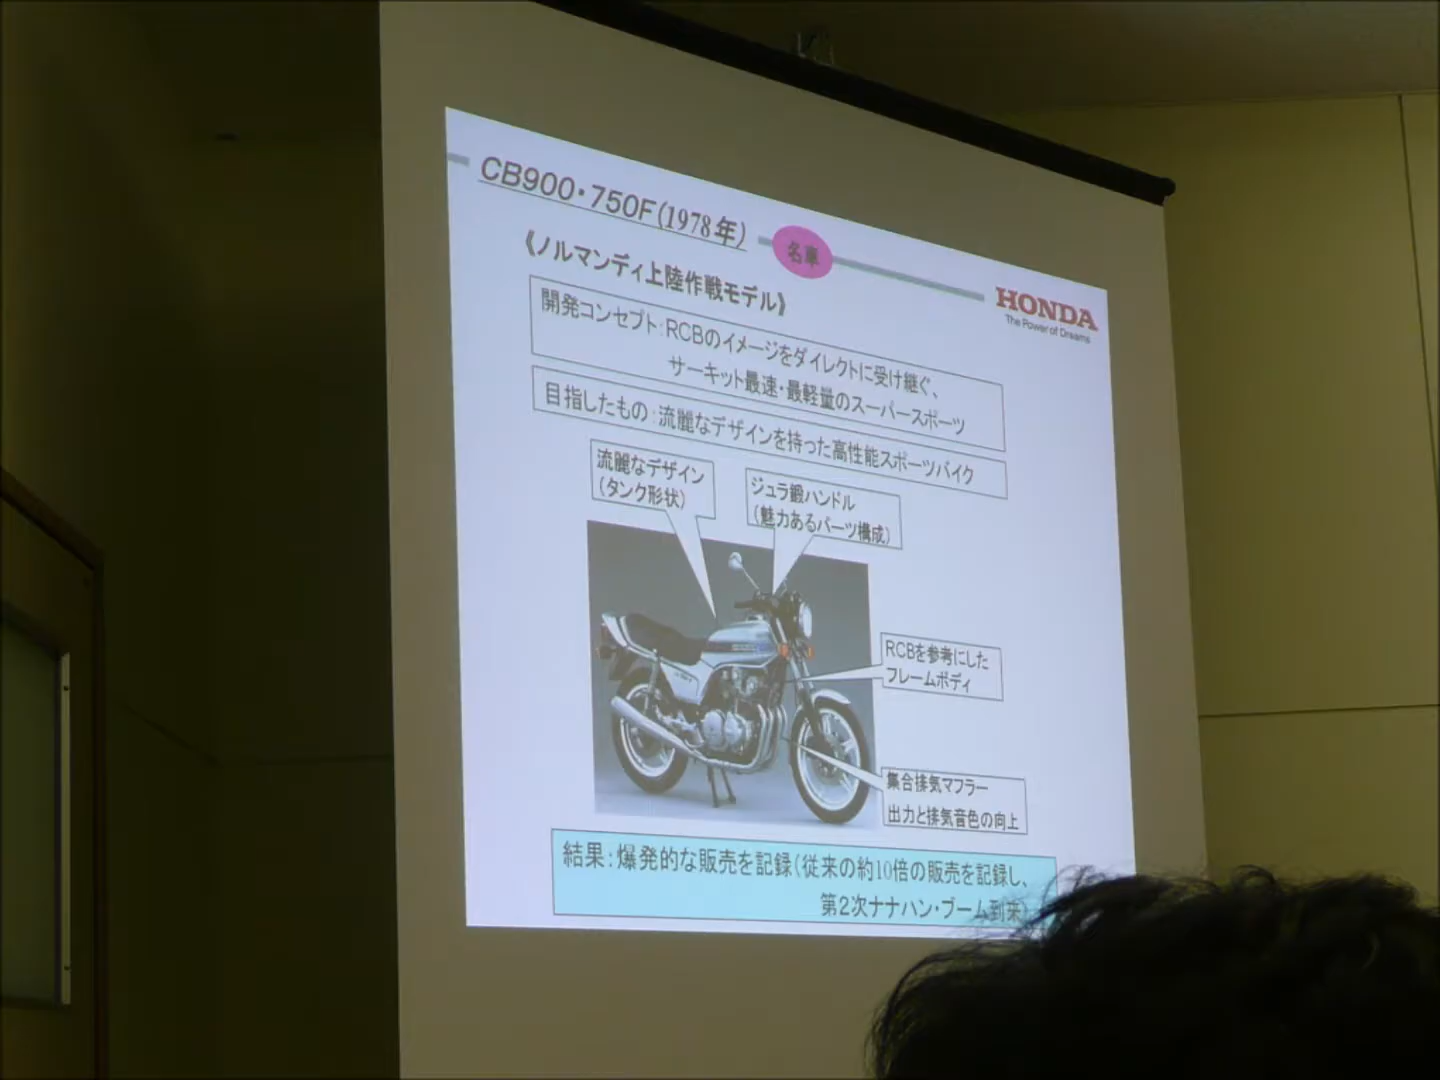 CB900・750F(1978年)
名車
HONDA
The Power of Dreams
《ノルマンディ上陸作戦モデル》
開発コンセプト：RCBのイメージをダイレクトに受け継ぐ、
サーキット最速・最軽量のスーパースポーツ
目指したもの：流麗なデザインを持った高性能スポーツバイク
流麗なデザイン
(タンク形状)
ジュラ鍛ハンドル
(魅力あるパーツ構成)
RCBを参考にした
フレームボディ
集合排気マフラー
出力と排気音色の向上
結果：爆発的な販売を記録(従来の約10倍の販売を記録し、
第2次ナナハン・ブーム到来)